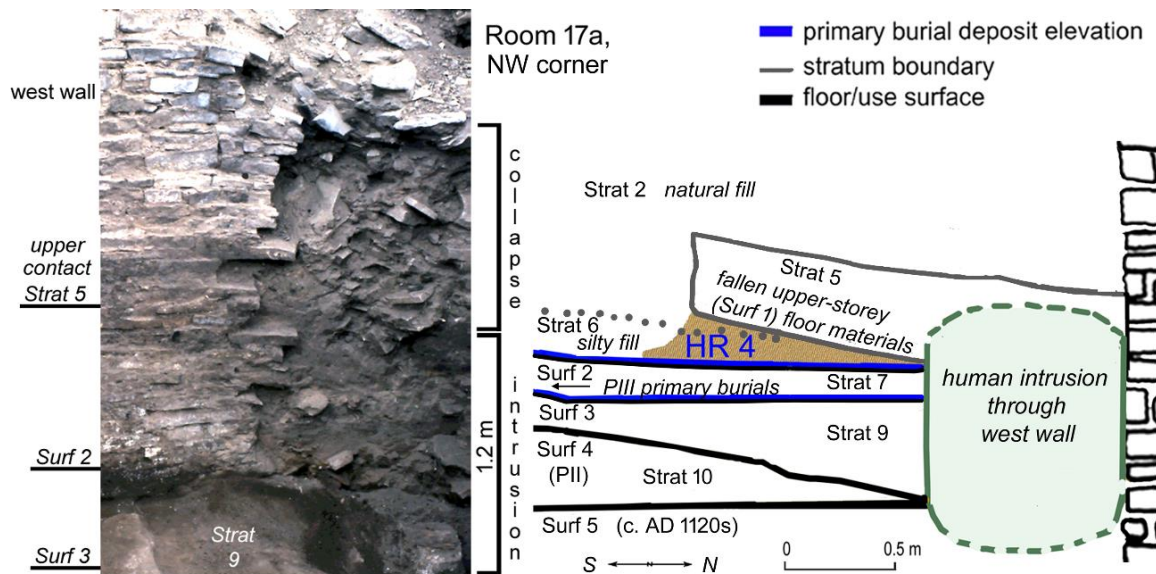 Room 17a,
NW corner
primary burial deposit elevation
stratum boundary
floor/use surface
west wall
upper
contact
Strat 5
Surf 2
Surf 3
Strat
9
collapse
intrusion
1.2 m
Strat 2 natural fill
Strat 5
fallen upper-storey
(Surf 1) floor materials
Strat 6
silty fill
HR 4
Surf 2
PIII primary burials
Strat 7
Surf 3
Strat 9
Surf 4
(PII)
Strat 10
Surf 5 (c. AD 1120s)
human intrusion
through
west wall
S N N
0 0.5 m